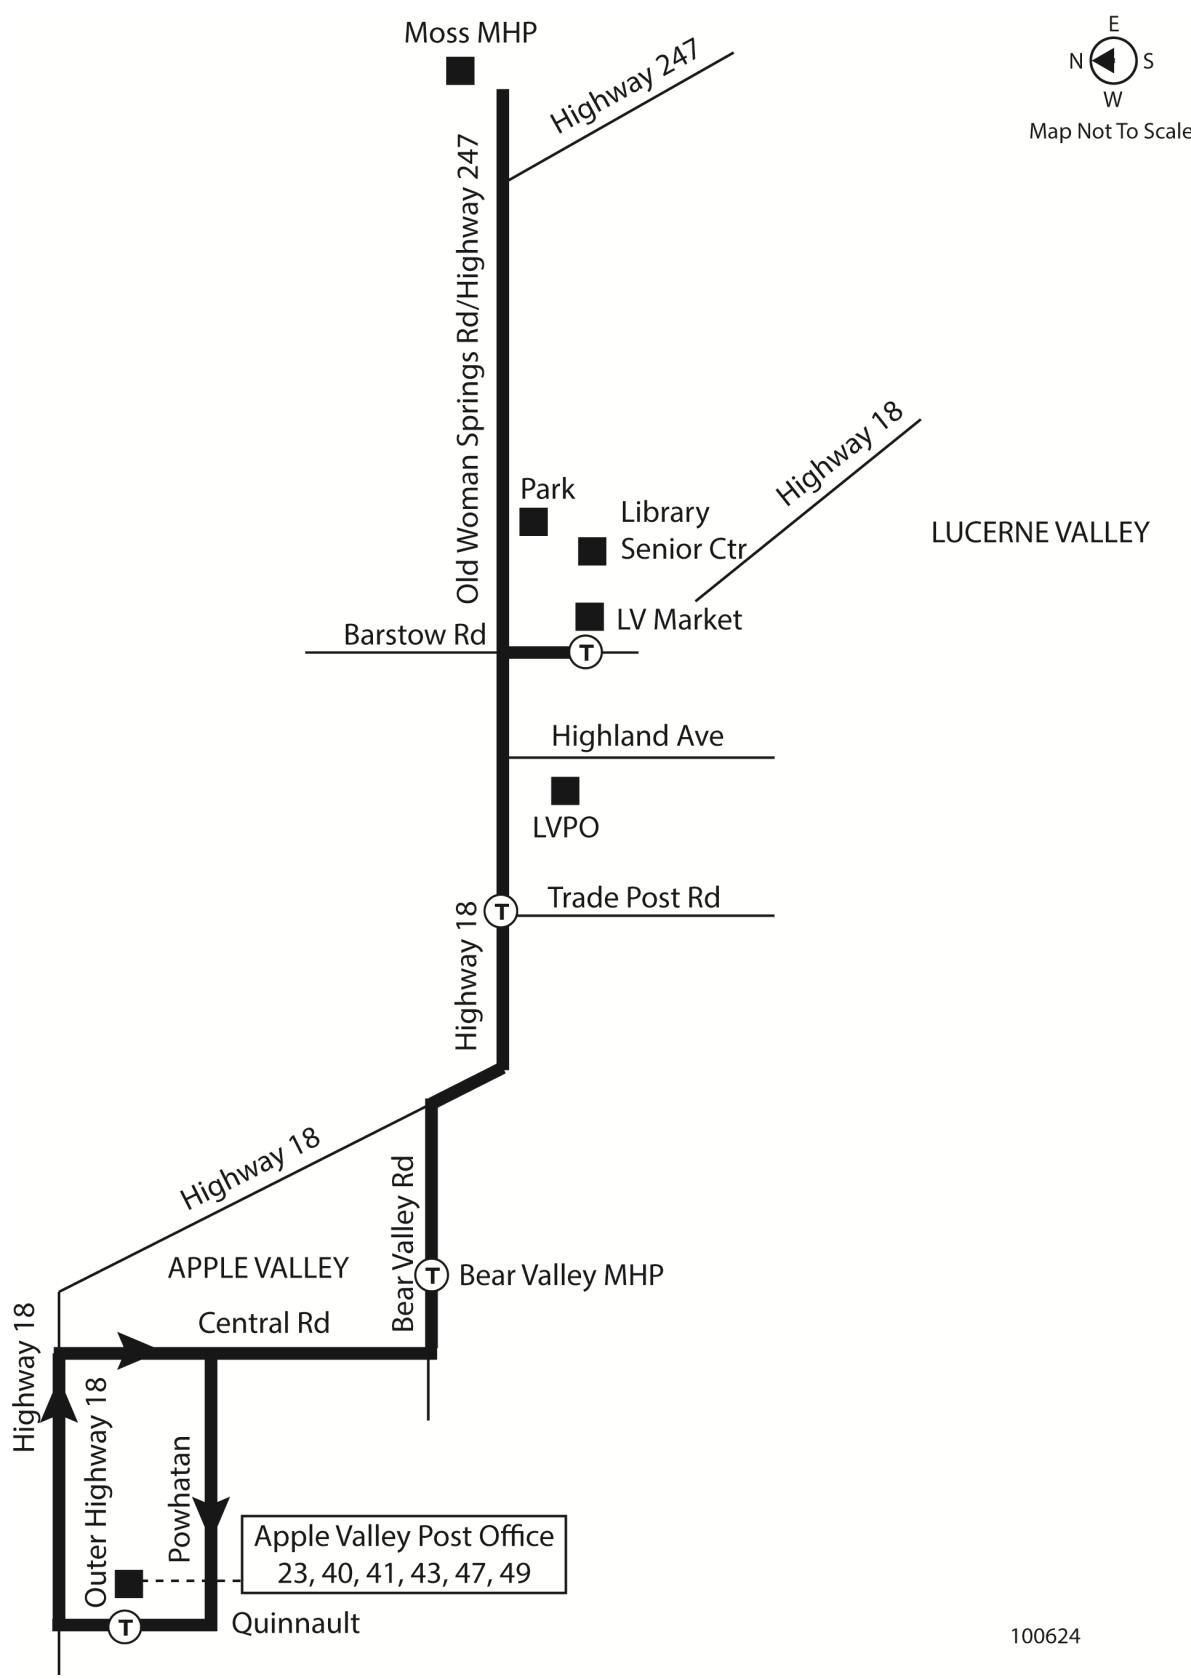 Moss MHP
E
N
S
W
Map Not To Scale
Highway 247
Old Woman Springs Rd/Highway 247
Highway 18
Park
Library
Senior Ctr
LUCERNE VALLEY
LV Market
Barstow Rd
T
Highland Ave
LVPO
Trade Post Rd
T
Highway 18
Highway 18
Bear Valley Rd
APPLE VALLEY
T
Bear Valley MHP
Central Rd
Highway 18
Outer Highway 18
Powhatan
Apple Valley Post Office
23, 40, 41, 43, 47, 49
T
Quinnault
100624